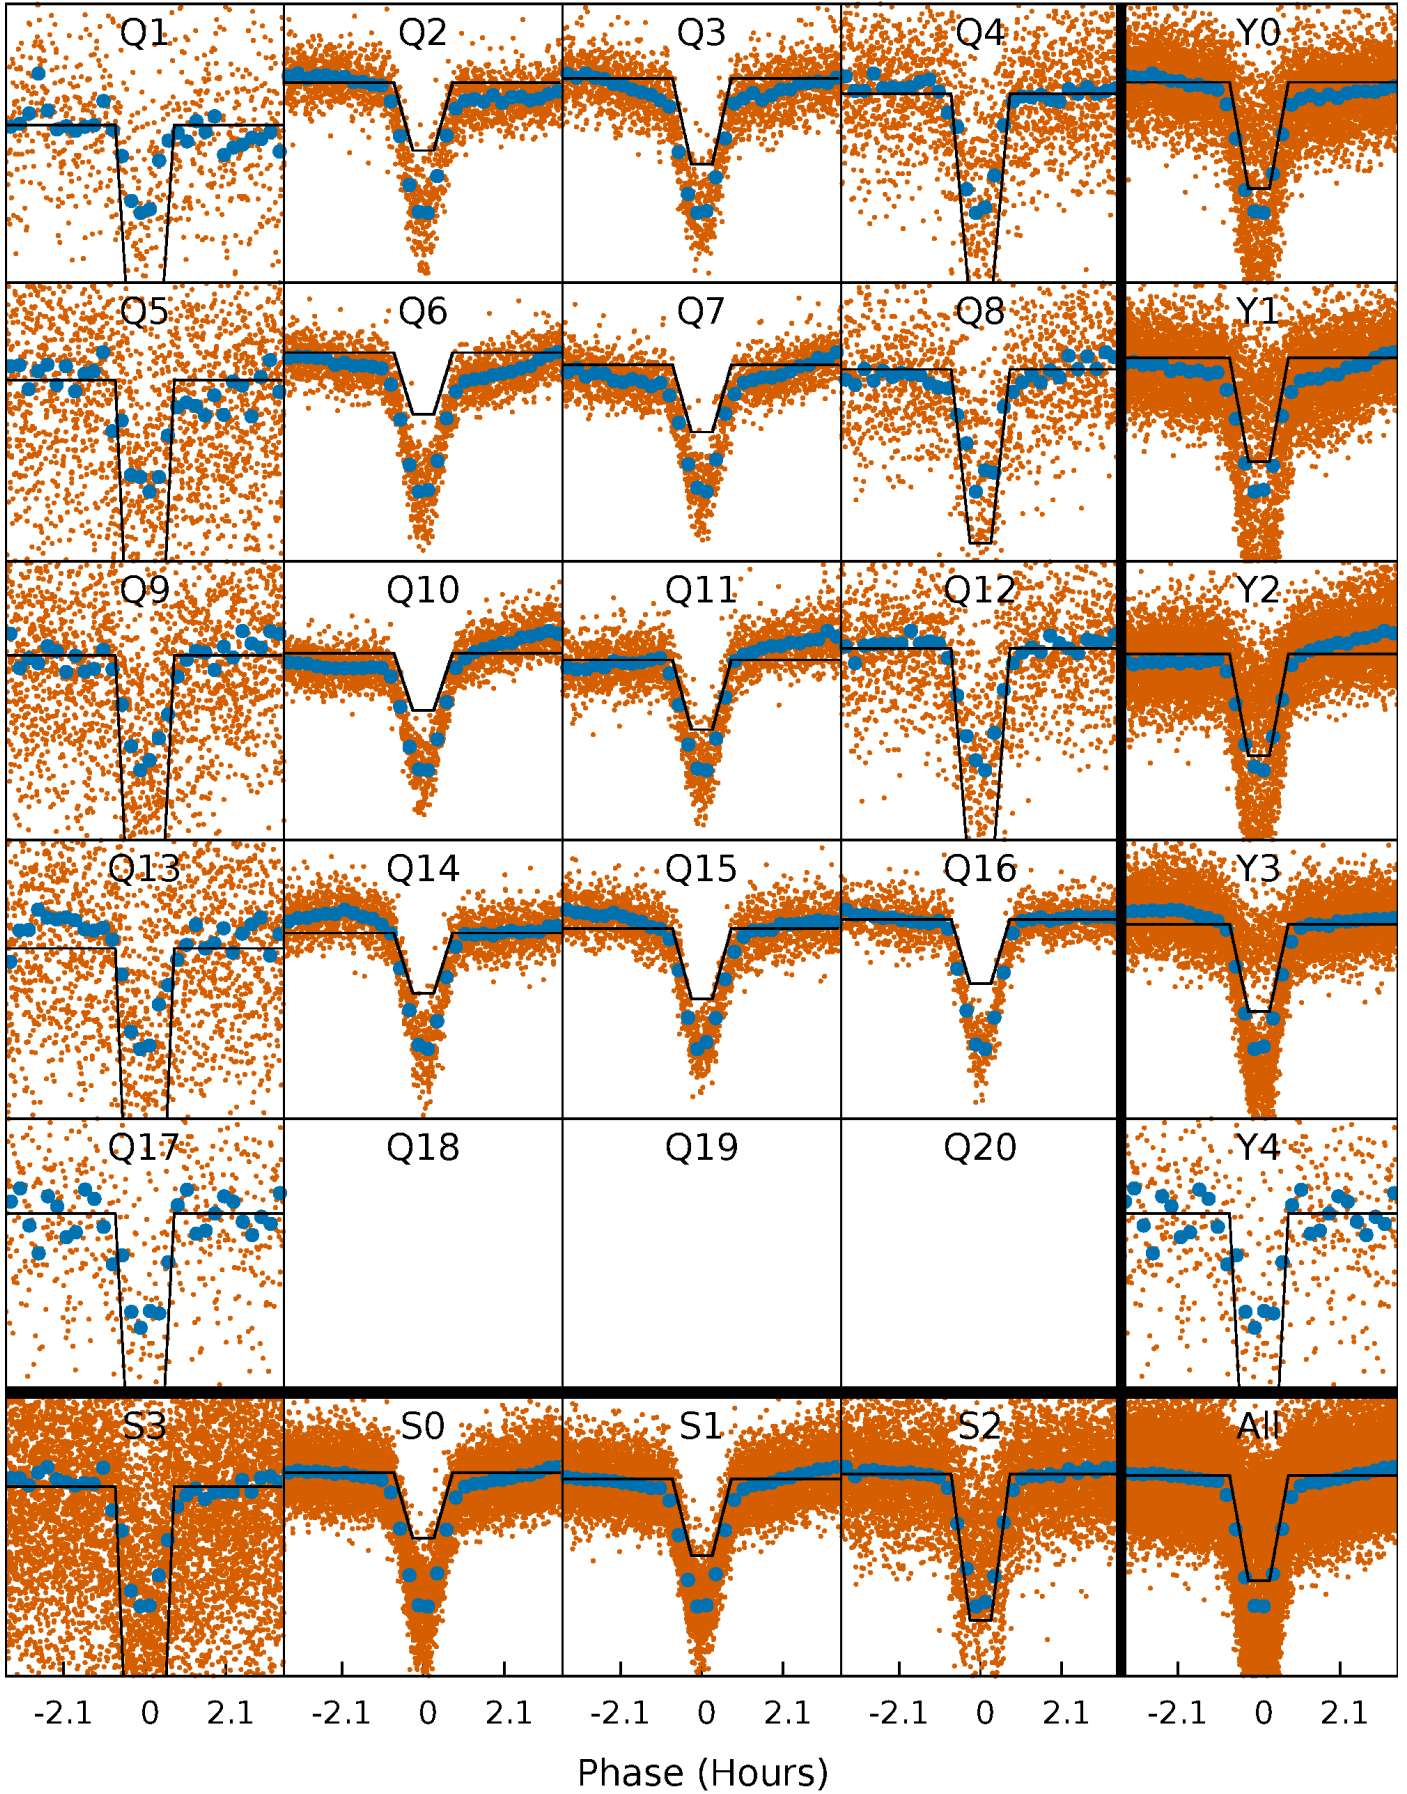 Q1 Q2 Q3 Q4 Y0
Q5 Q6 Q7 Q8 Y1
Q9 Q10 Q11 Q12 Y2
Q13 Q14 Q15 Q16 Y3
Q17 Q18 Q19 Q20 Y4
S3 S0 S1 S2 All
-2.1 0 2.1 -2.1 0 2.1 -2.1 0 2.1 -2.1 0 2.1 -2.1 0 2.1
Phase (Hours)